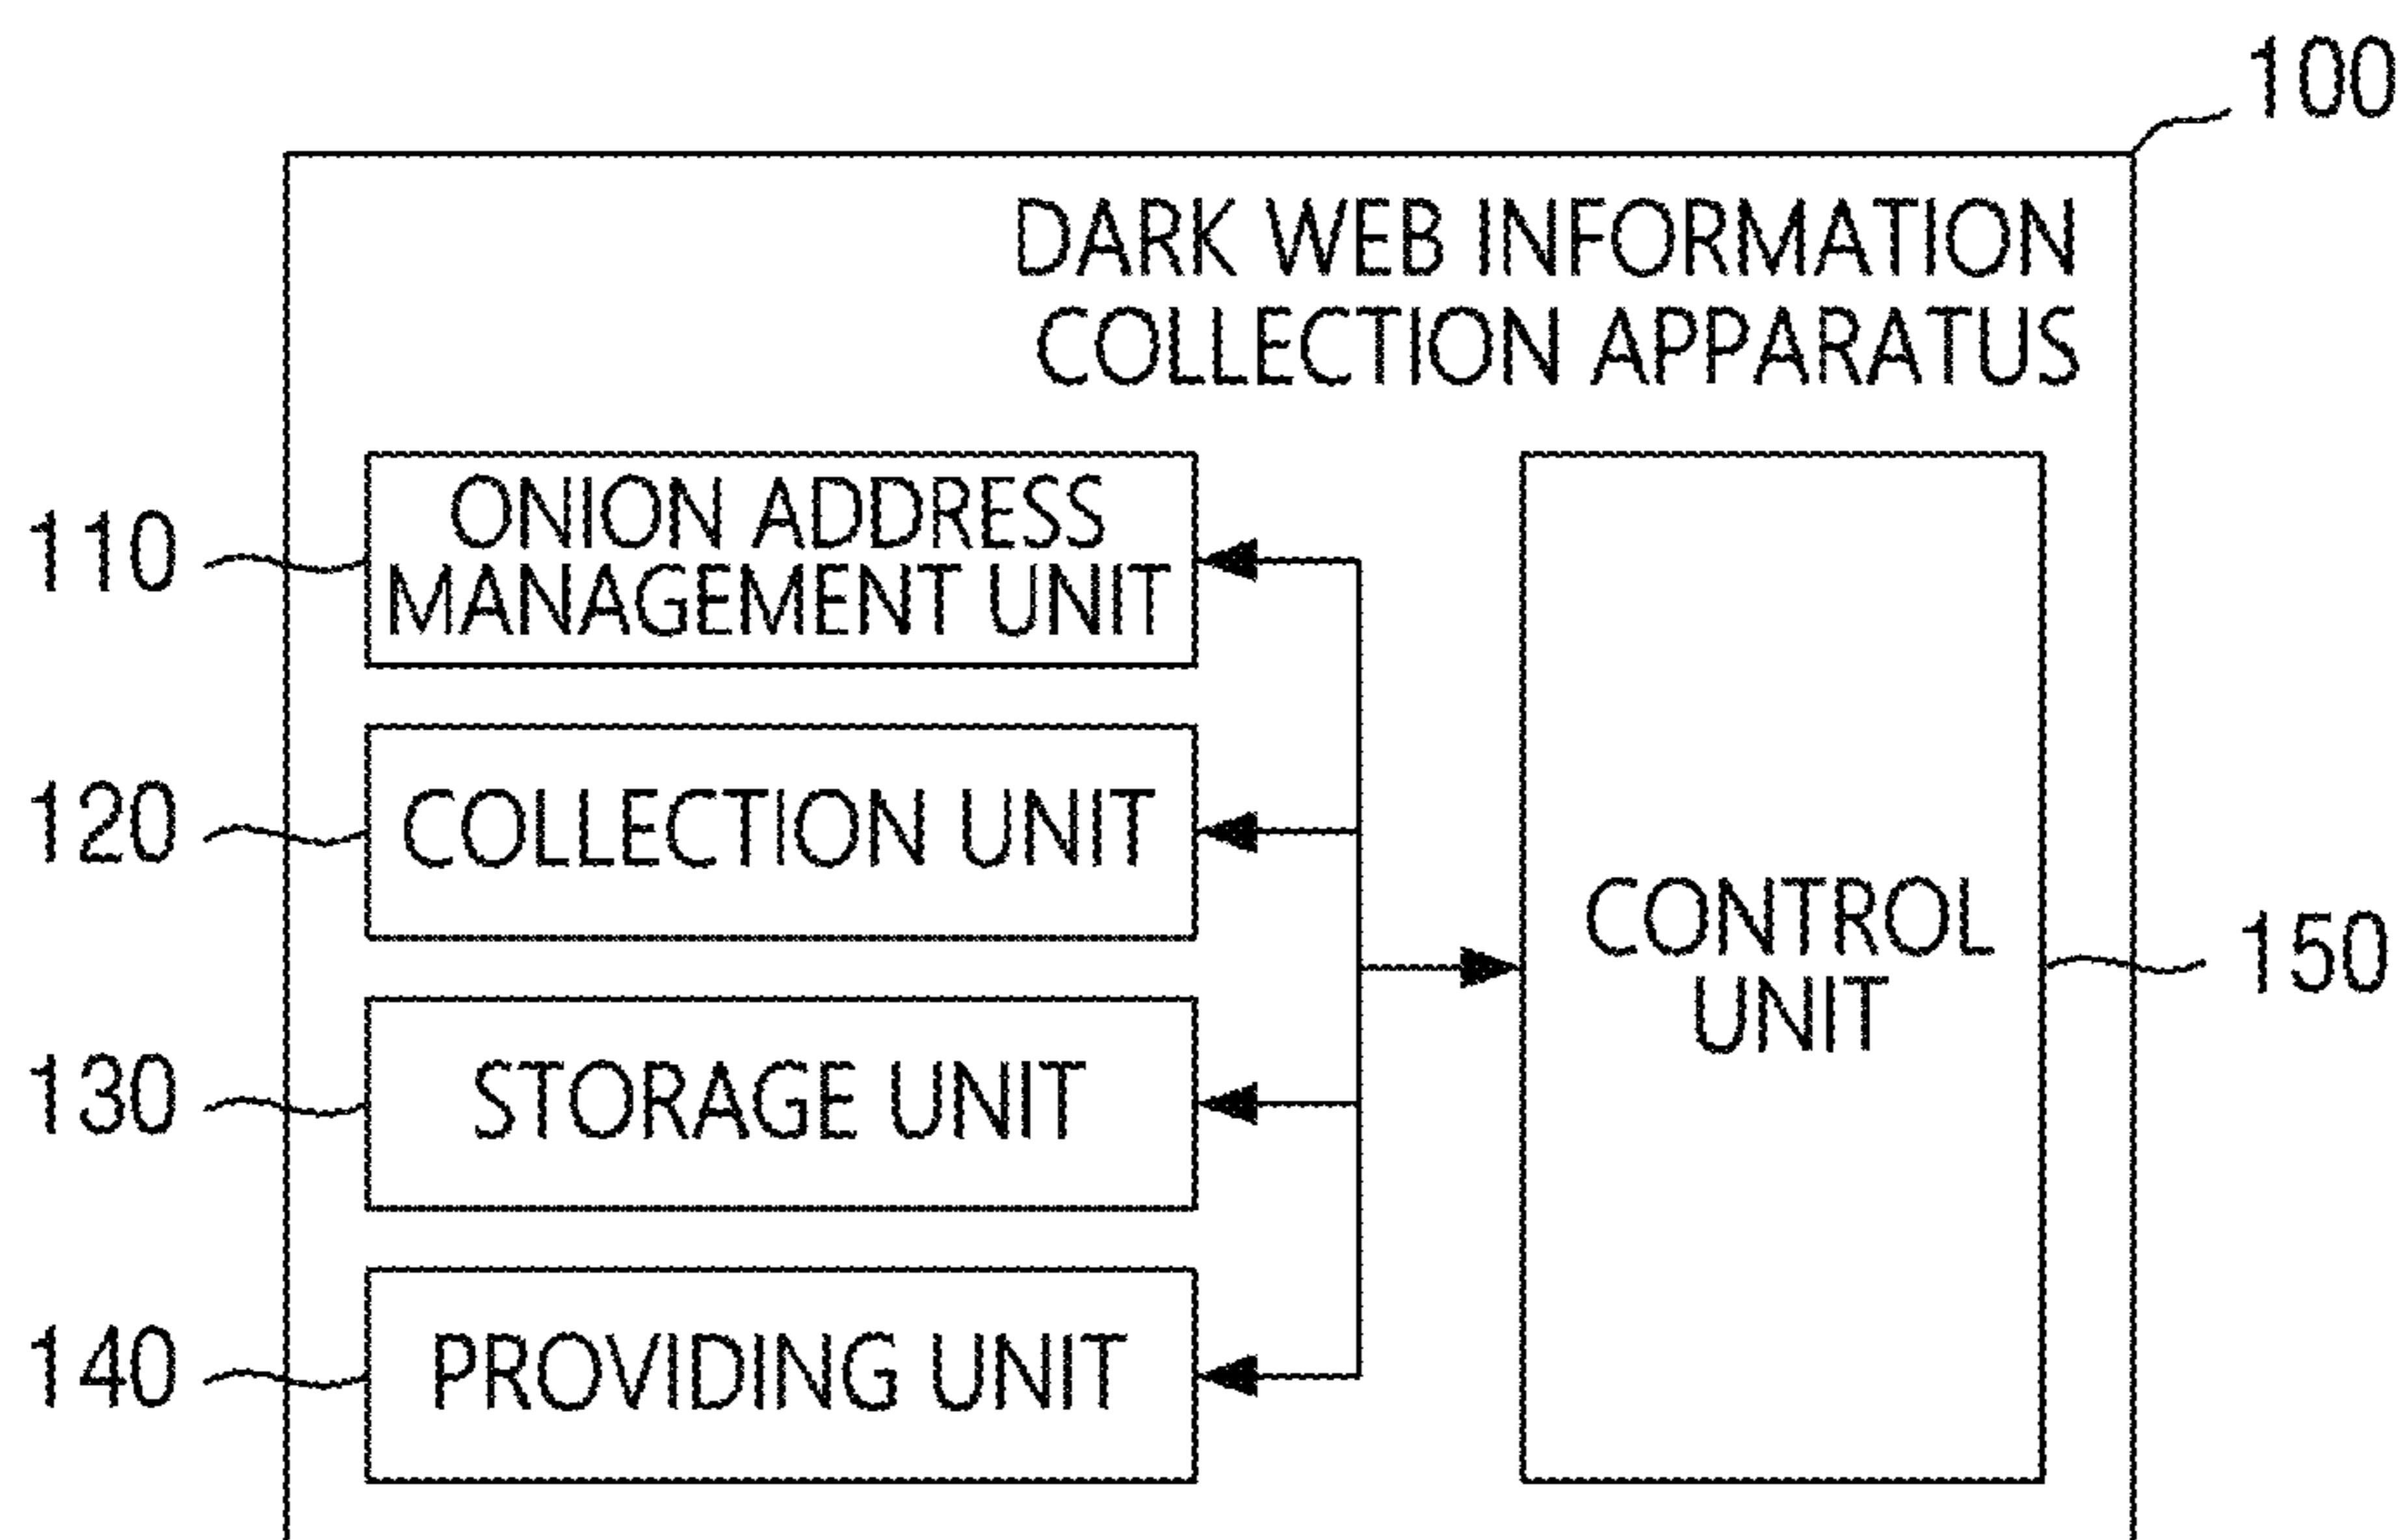 100
DARK WEB INFORMATION
COLLECTION APPARATUS
110
ONION ADDRESS
MANAGEMENT UNIT
120
COLLECTION UNIT
130
STORAGE UNIT
140
PROVIDING UNIT
CONTROL
UNIT
150